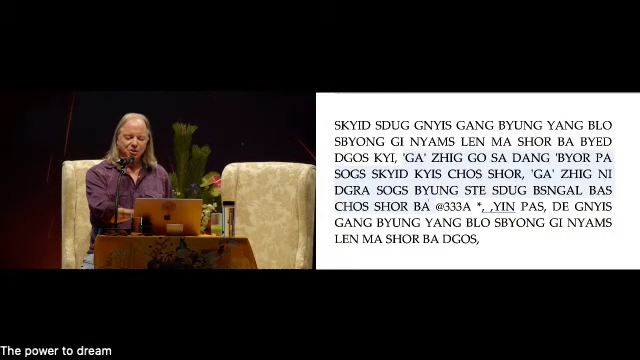 SKYID SDUG GNYIS GANG BYUNG YANG BLO
SBYONG GI NYAMS LEN MA SHOR BA BYED
DGOS KYI, 'GA' ZHIG GO SA DANG 'BYOR PA
SOGS SKYID KYIS CHOS SHOR, 'GA' ZHIG NI
DGRA SOGS BYUNG STE SDUG BSNGAL BAS
CHOS SHOR BA @333A *, ,YIN PAS, DE GNYIS
GANG BYUNG YANG BLO SBYONG GI NYAMS
LEN MA SHOR BA DGOS,
The power to dream